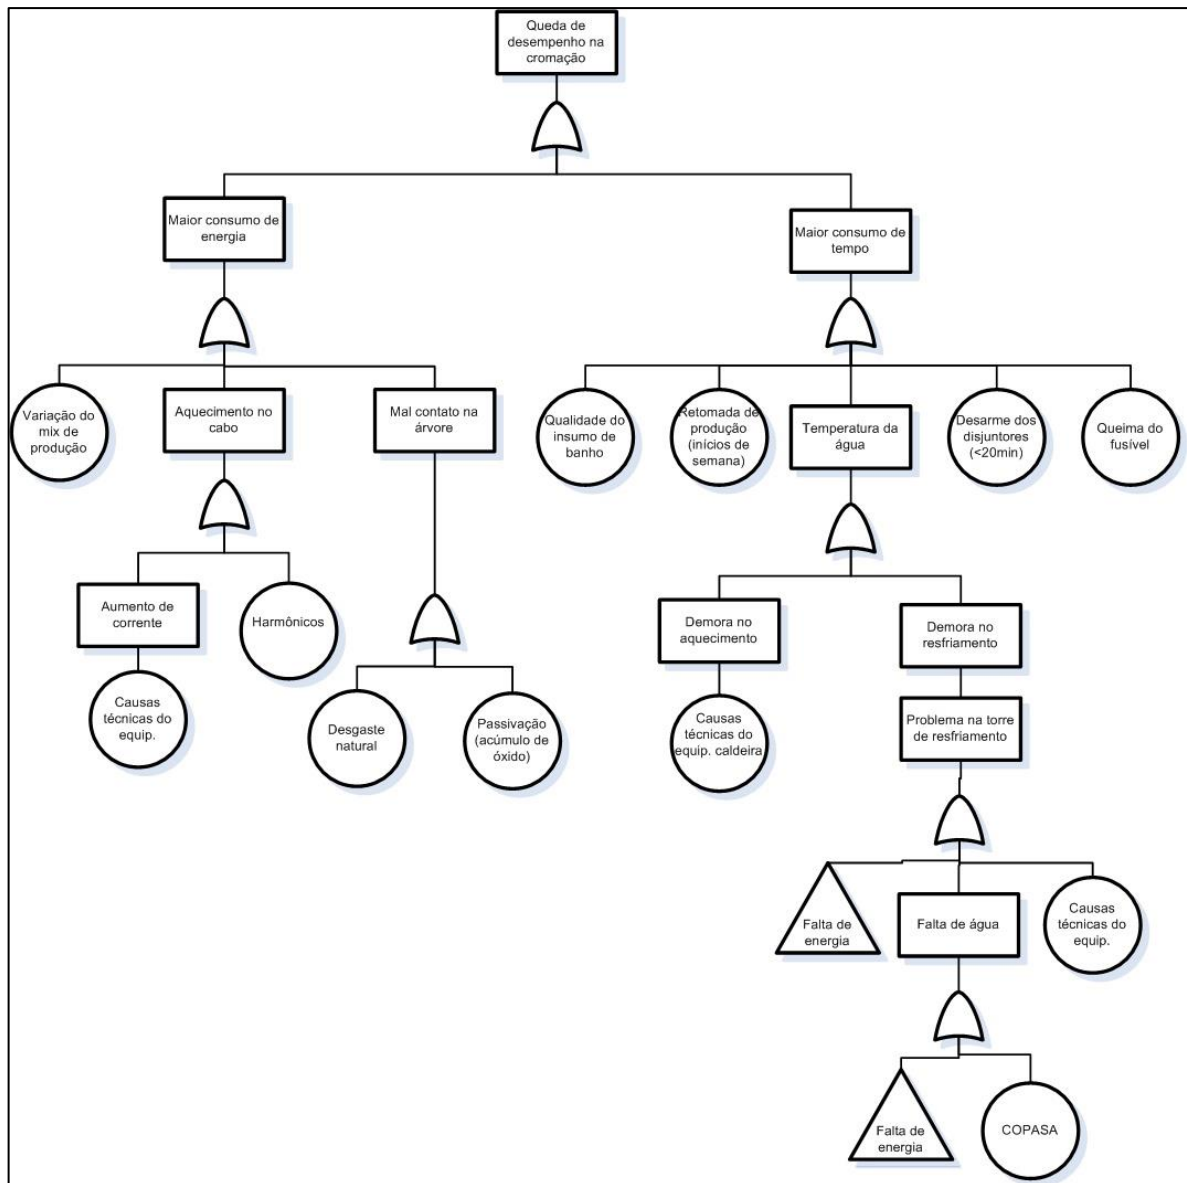 Queda de
desempenho na
cromação
Maior consumo de
energia
Maior consumo de
tempo
Variação do
mix de
produção
Aquecimento no
cabo
Mal contato na
árvore
Qualidade do
insumo de
banho
Retomada de
produção
(inícios de
semana)
Temperatura da
água
Desarme dos
disjuntores
(<20min)
Queima do
fusível
Aumento de
corrente
Harmônicos
Demora no
aquecimento
Demora no
resfriamento
Causas
técnicas do
equip.
Desgaste
natural
Passivação
(acúmulo de
óxido)
Causas
técnicas do
equip. caldeira
Problema na torre
de resfriamento
Falta de
energia
Falta de água
Causas
técnicas do
equip.
Falta de
energia
COPASA